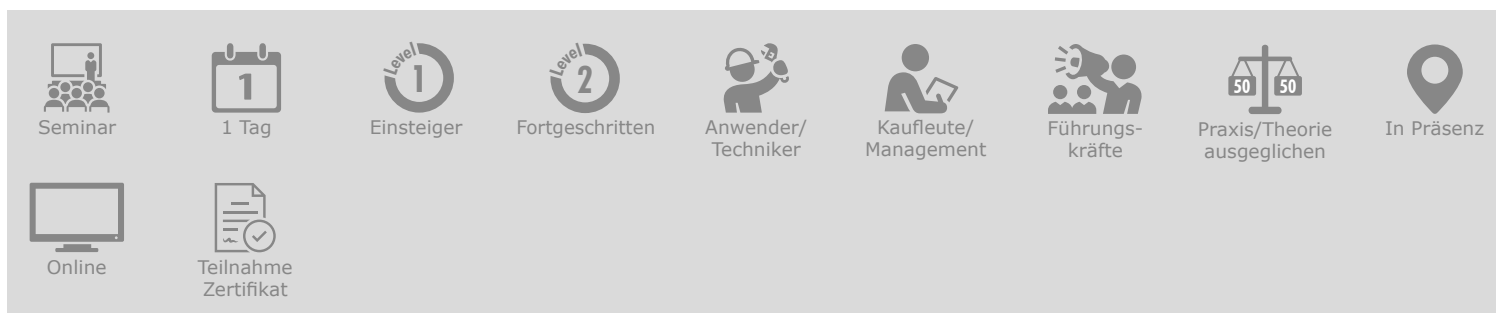 1
Level
1
Level
2
50 50
Seminar
1 Tag
Einsteiger
Fortgeschritten
Anwender/
Techniker
Kaufleute/
Management
Führungs-
kräfte
Praxis/Theorie
ausgeglichen
In Präsenz
Online
Teilnahme
Zertifikat